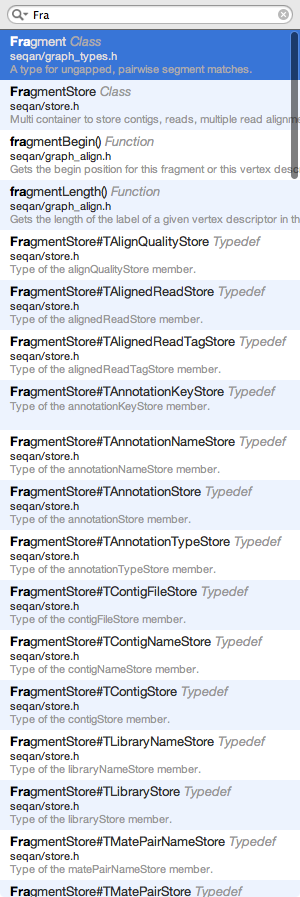 Fra
Fragment Class
seqan/graph_types.h
A type for ungapped, pairwise segment matches.
FragmentStore Class
seqan/store.h
Multi container to store contigs, reads, multiple read alignme
fragmentBegin() Function
seqan/graph_align.h
Gets the begin position for this fragment or this vertex desc
fragmentLength() Function
seqan/graph_align.h
Gets the length of the label of a given vertex descriptor in th
FragmentStore#TAlignQualityStore Typedef
seqan/store.h
Type of the alignQualityStore member.
FragmentStore#TAlignedReadStore Typedef
seqan/store.h
Type of the alignedReadStore member.
FragmentStore#TAlignedReadTagStore Typedef
seqan/store.h
Type of the alignedReadTagStore member.
FragmentStore#TAnnotationKeyStore Typedef
Type of the annotationKeyStore member.
FragmentStore#TAnnotationNameStore Typedef
seqan/store.h
Type of the annotationNameStore member.
FragmentStore#TAnnotationStore Typedef
seqan/store.h
Type of the annotationStore member.
FragmentStore#TAnnotationTypeStore Typedef
seqan/store.h
Type of the annotationTypeStore member.
FragmentStore#TContigFileStore Typedef
seqan/store.h
Type of the contigFileStore member.
FragmentStore#TContigNameStore Typedef
seqan/store.h
Type of the contigNameStore member.
FragmentStore#TContigStore Typedef
seqan/store.h
Type of the contigStore member.
FragmentStore#TLibraryNameStore Typedef
seqan/store.h
Type of the libraryNameStore member.
FragmentStore#TLibraryStore Typedef
seqan/store.h
Type of the libraryStore member.
FragmentStore#TMatePairNameStore Typedef
seqan/store.h
Type of the matePairNameStore member.
FragmentStore#TMatePairStore Typedef